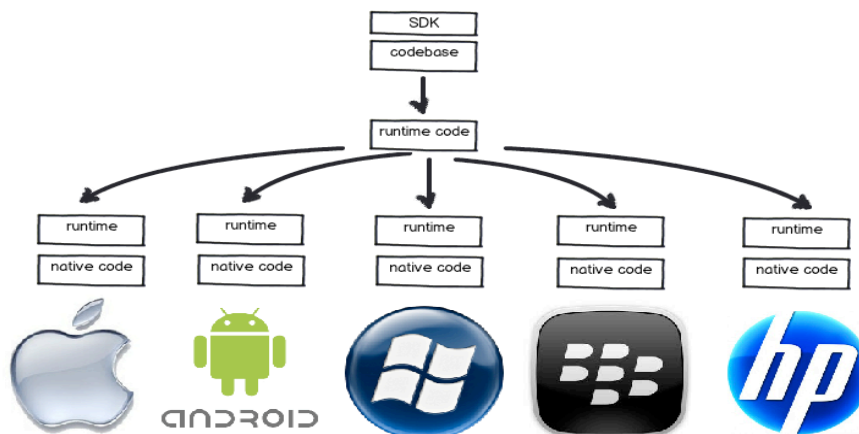 SDK
codebase
runtime code
runtime runtime runtime runtime runtime
native code native code native code native code native code
ANDROID hp